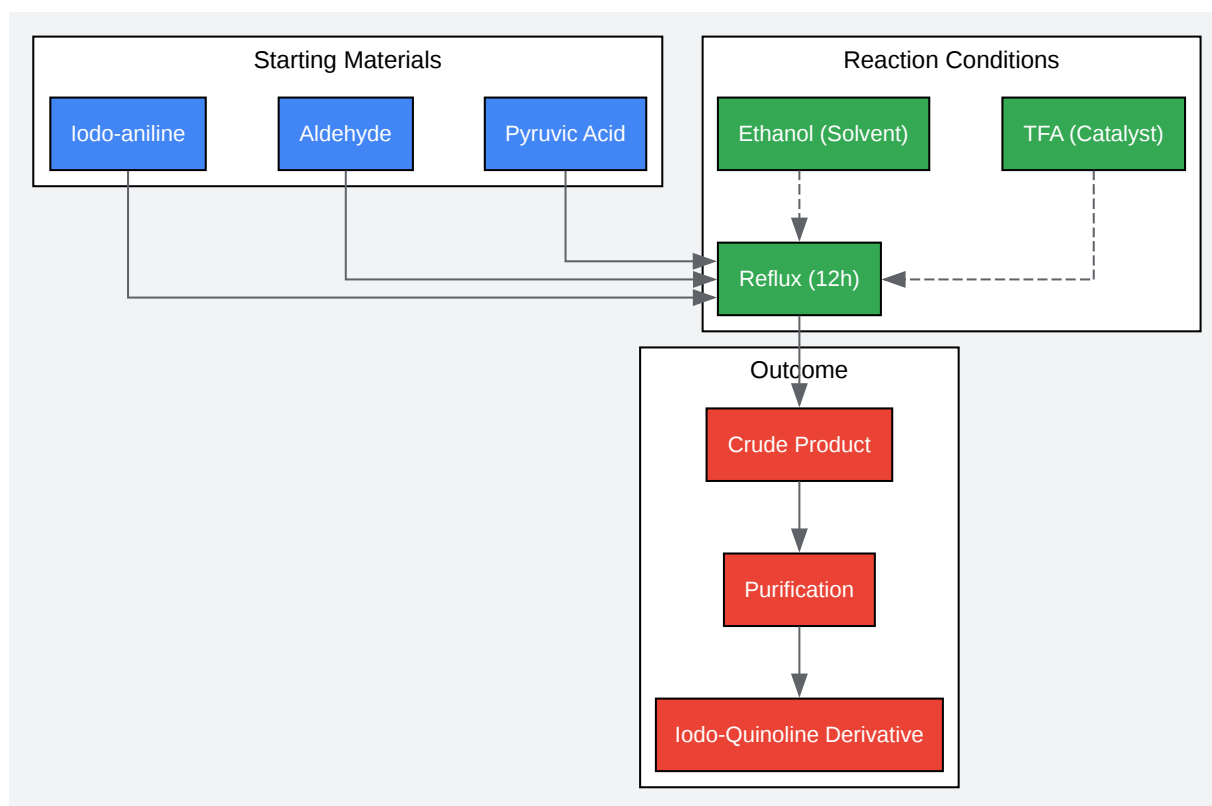 Starting Materials
Iodo-aniline
Aldehyde
Pyruvic Acid
Reaction Conditions
Ethanol (Solvent)
TFA (Catalyst)
Reflux (12h)
Outcome
Crude Product
Purification
Iodo-Quinoline Derivative